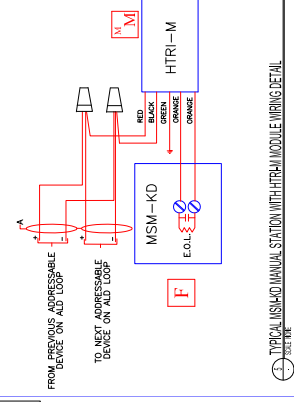 M
M
HTRI-M
RED
BLACK
GREEN
ORANGE
ORANGE
MSM-KD
E.O.L.
F
A
+
-
+
-
FROM PREVIOUS ADDRESSABLE
DEVICE ON ALD LOOP
TO NEXT ADDRESSABLE
DEVICE ON ALD LOOP
TYPICAL MSM-KD MANUAL STATION WITH HTRI-M MODULE WIRING DETAIL
SCALE: NONE